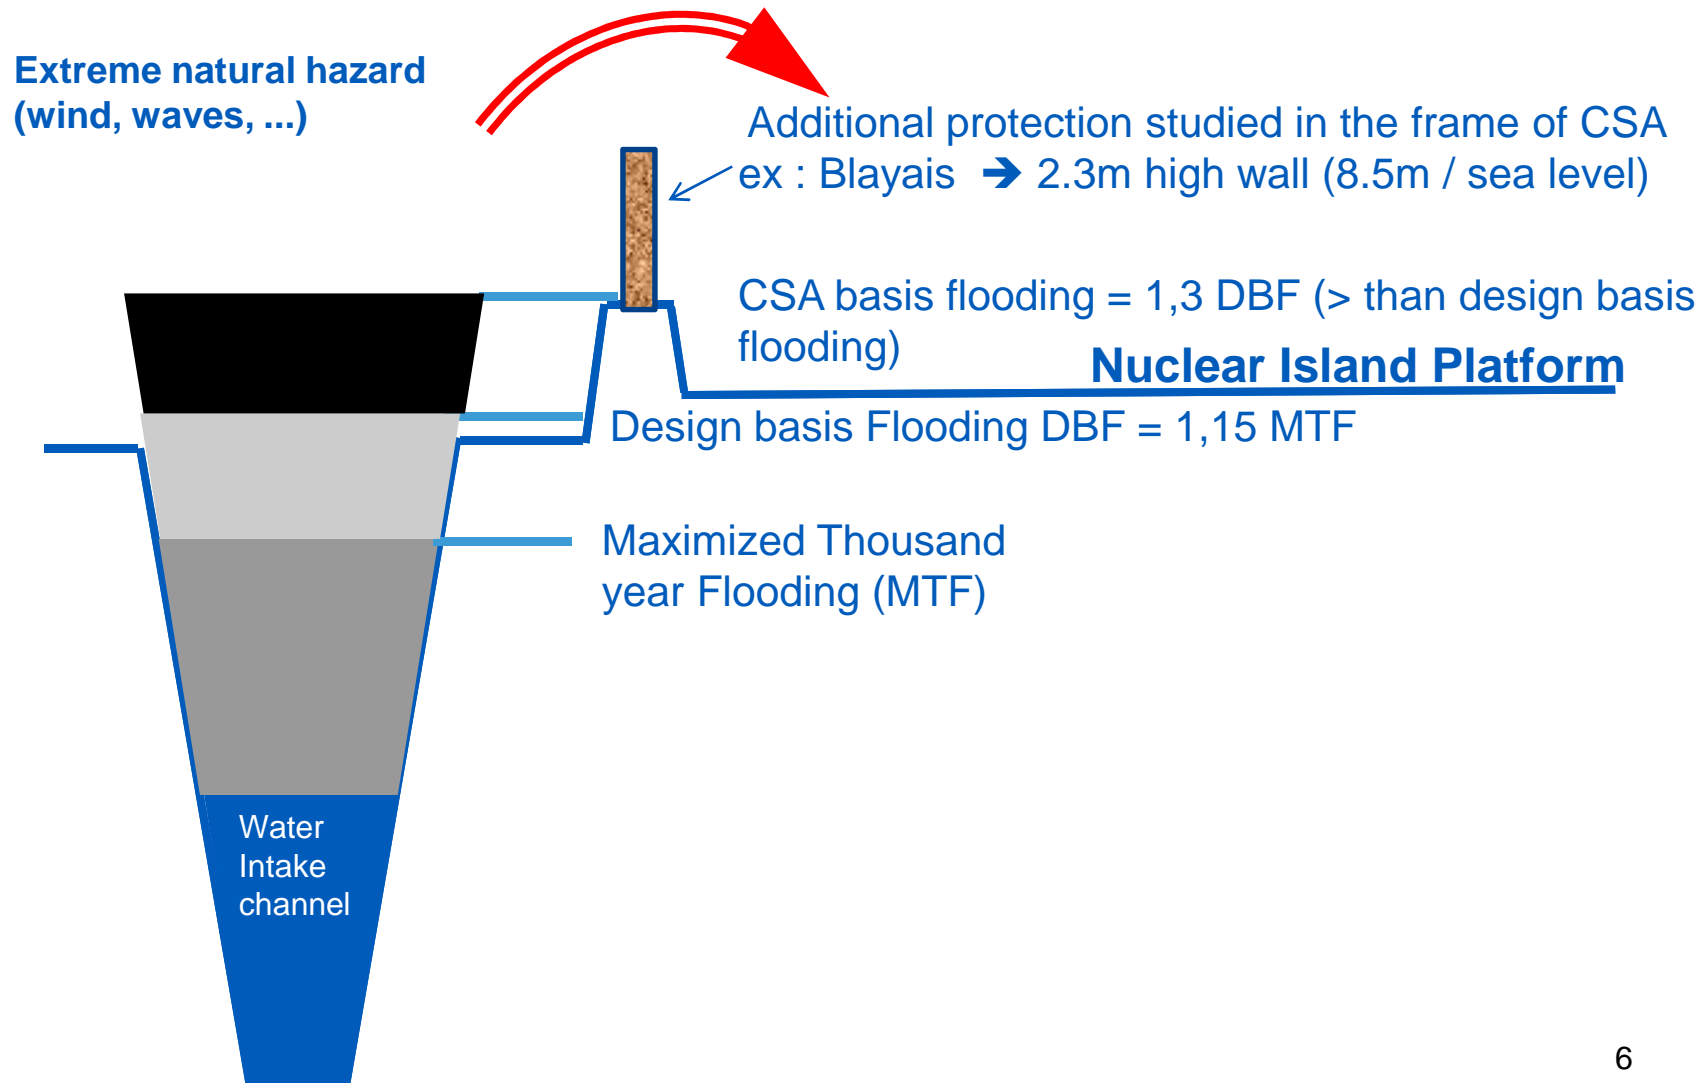 Extreme natural hazard
(wind, waves, ...)
Additional protection studied in the frame of CSA
ex : Blayais ➔ 2.3m high wall (8.5m / sea level)
CSA basis flooding = 1,3 DBF (> than design basis
flooding)
Nuclear Island Platform
Design basis Flooding DBF = 1,15 MTF
Maximized Thousand
year Flooding (MTF)
Water
Intake
channel
6